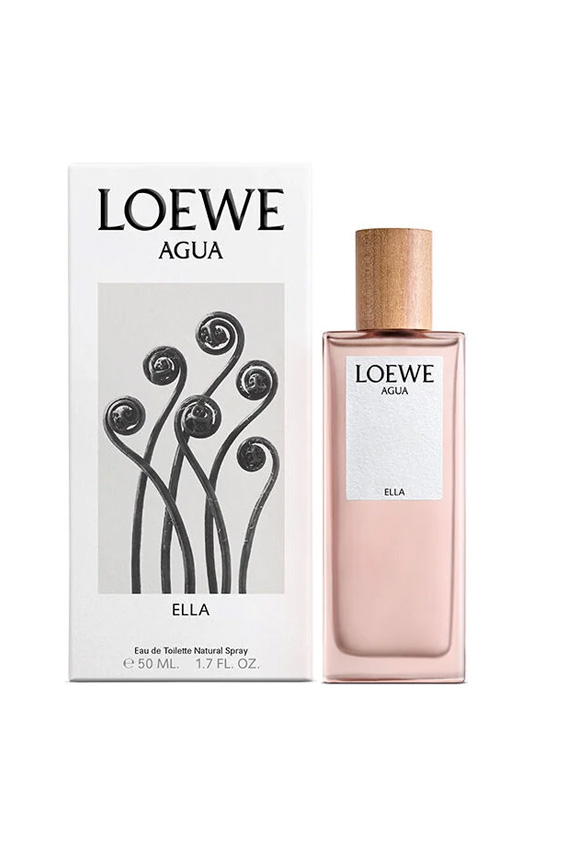 LOEWE
AGUA
ELLA
Eau de Toilette Natural Spray
℮ 50 ML. 1.7 FL. OZ.
LOEWE
AGUA
ELLA